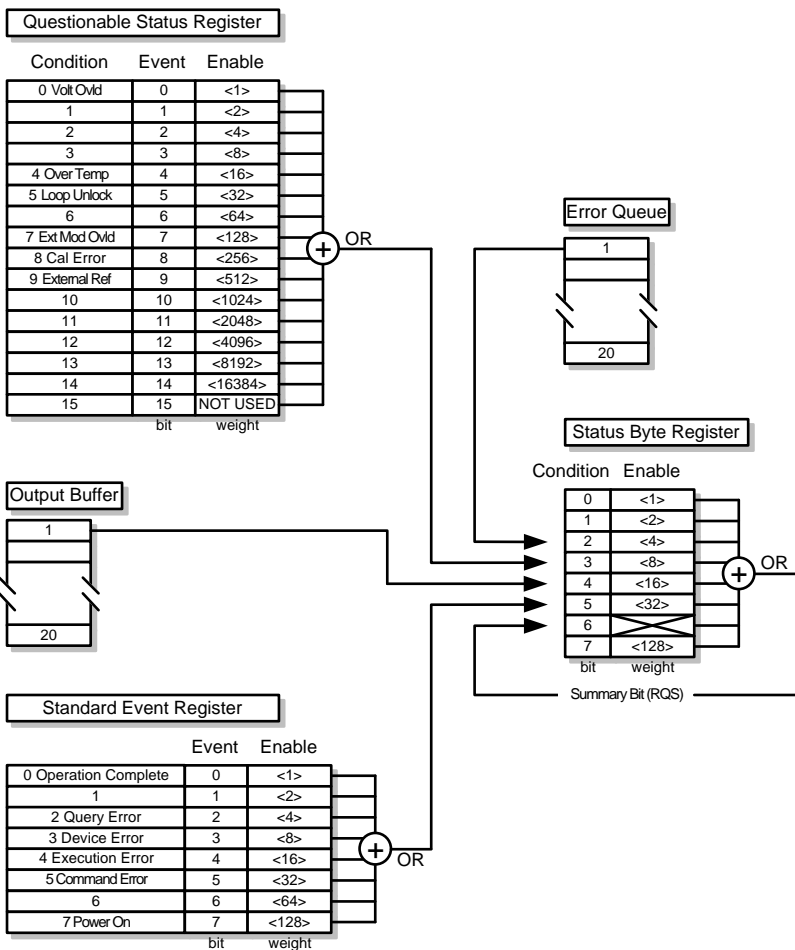 Questionable Status Register
Condition Event Enable
0 Volt Ovld 0 <1>
1 1 <2>
2 2 <4>
3 3 <8>
4 Over Temp 4 <16>
5 Loop Unlock 5 <32>
6 6 <64>
7 Ext Mod Ovld 7 <128>
8 Cal Error 8 <256>
9 External Ref 9 <512>
10 10 <1024>
11 11 <2048>
12 12 <4096>
13 13 <8192>
14 14 <16384>
15 15 NOT USED
bit weight
+ OR
Error Queue
1
20
Output Buffer
1
20
Status Byte Register
Condition Enable
0 <1>
1 <2>
2 <4>
3 <8>
4 <16>
5 <32>
6
7 <128>
bit weight
+ OR
Summary Bit (RQS)
Standard Event Register
Event Enable
0 Operation Complete 0 <1>
1 1 <2>
2 Query Error 2 <4>
3 Device Error 3 <8>
4 Execution Error 4 <16>
5 Command Error 5 <32>
6 6 <64>
7 Power On 7 <128>
bit weight
+ OR